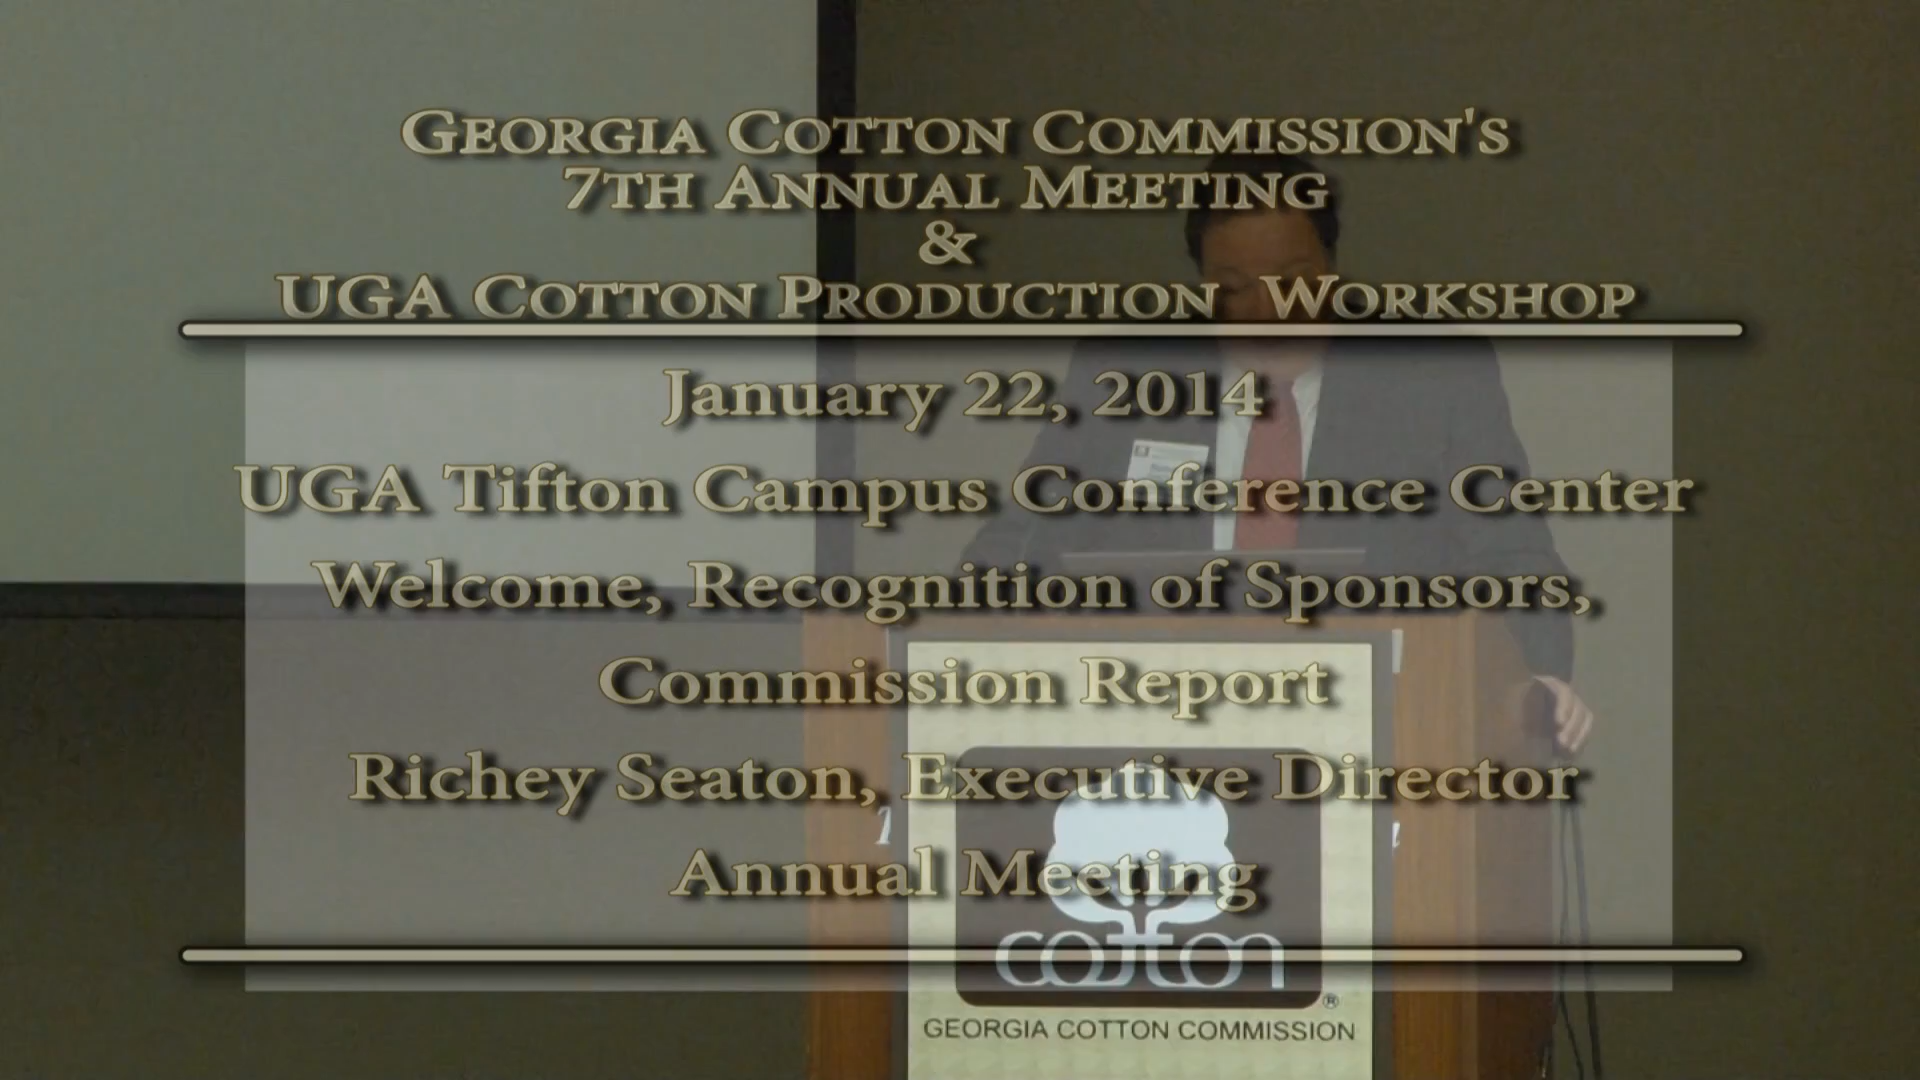 Georgia Cotton Commission's
7th Annual Meeting
&
UGA Cotton Production Workshop
January 22, 2014
UGA Tifton Campus Conference Center
Welcome, Recognition of Sponsors,
Commission Report
Richey Seaton, Executive Director
Annual Meeting
cotton
®
GEORGIA COTTON COMMISSION